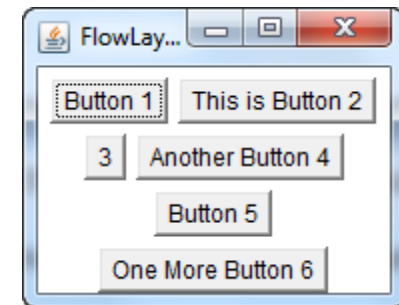 FlowLay...
Button 1 This is Button 2
3 Another Button 4
Button 5
One More Button 6